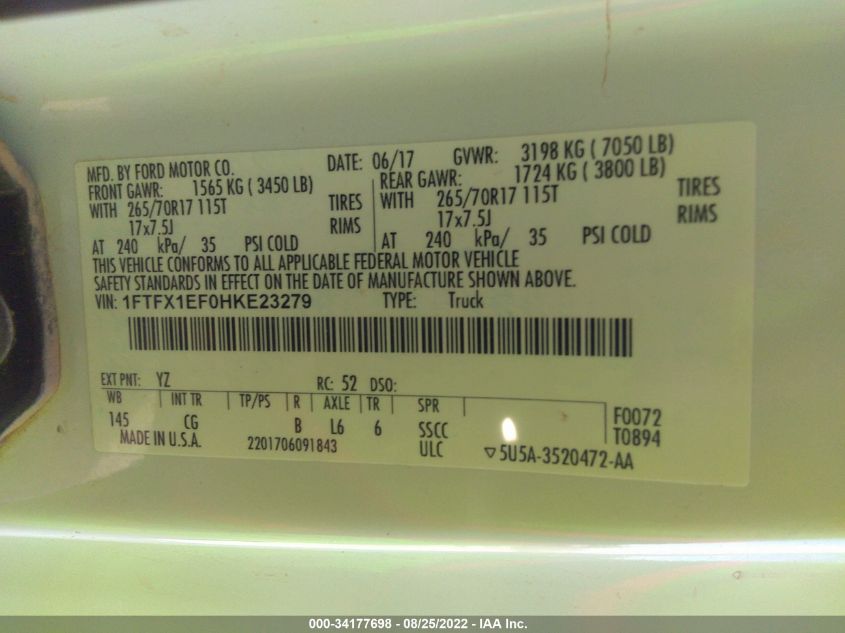 MFD. BY FORD MOTOR CO. DATE: 06/17 GVWR: 3198 KG ( 7050 LB)
FRONT GAWR: 1565 KG ( 3450 LB) REAR GAWR: 1724 KG ( 3800 LB)
WITH 265/70R17 115T TIRES WITH 265/70R17 115T TIRES
17x7.5J RIMS 17x7.5J RIMS
AT 240 kPa/ 35 PSI COLD AT 240 kPa/ 35 PSI COLD
THIS VEHICLE CONFORMS TO ALL APPLICABLE FEDERAL MOTOR VEHICLE
SAFETY STANDARDS IN EFFECT ON THE DATE OF MANUFACTURE SHOWN ABOVE.
VIN: 1FTFX1EF0HKE23279 TYPE: Truck
EXT PNT: YZ RC: 52 DSO:
WB INT TR TP/PS R AXLE TR SPR
145 CG B L6 6 SSCC F0072
ULC T0894
MADE IN U.S.A. 2201706091843 ▽5U5A-3520472-AA
000-34177698 - 08/25/2022 - IAA Inc.